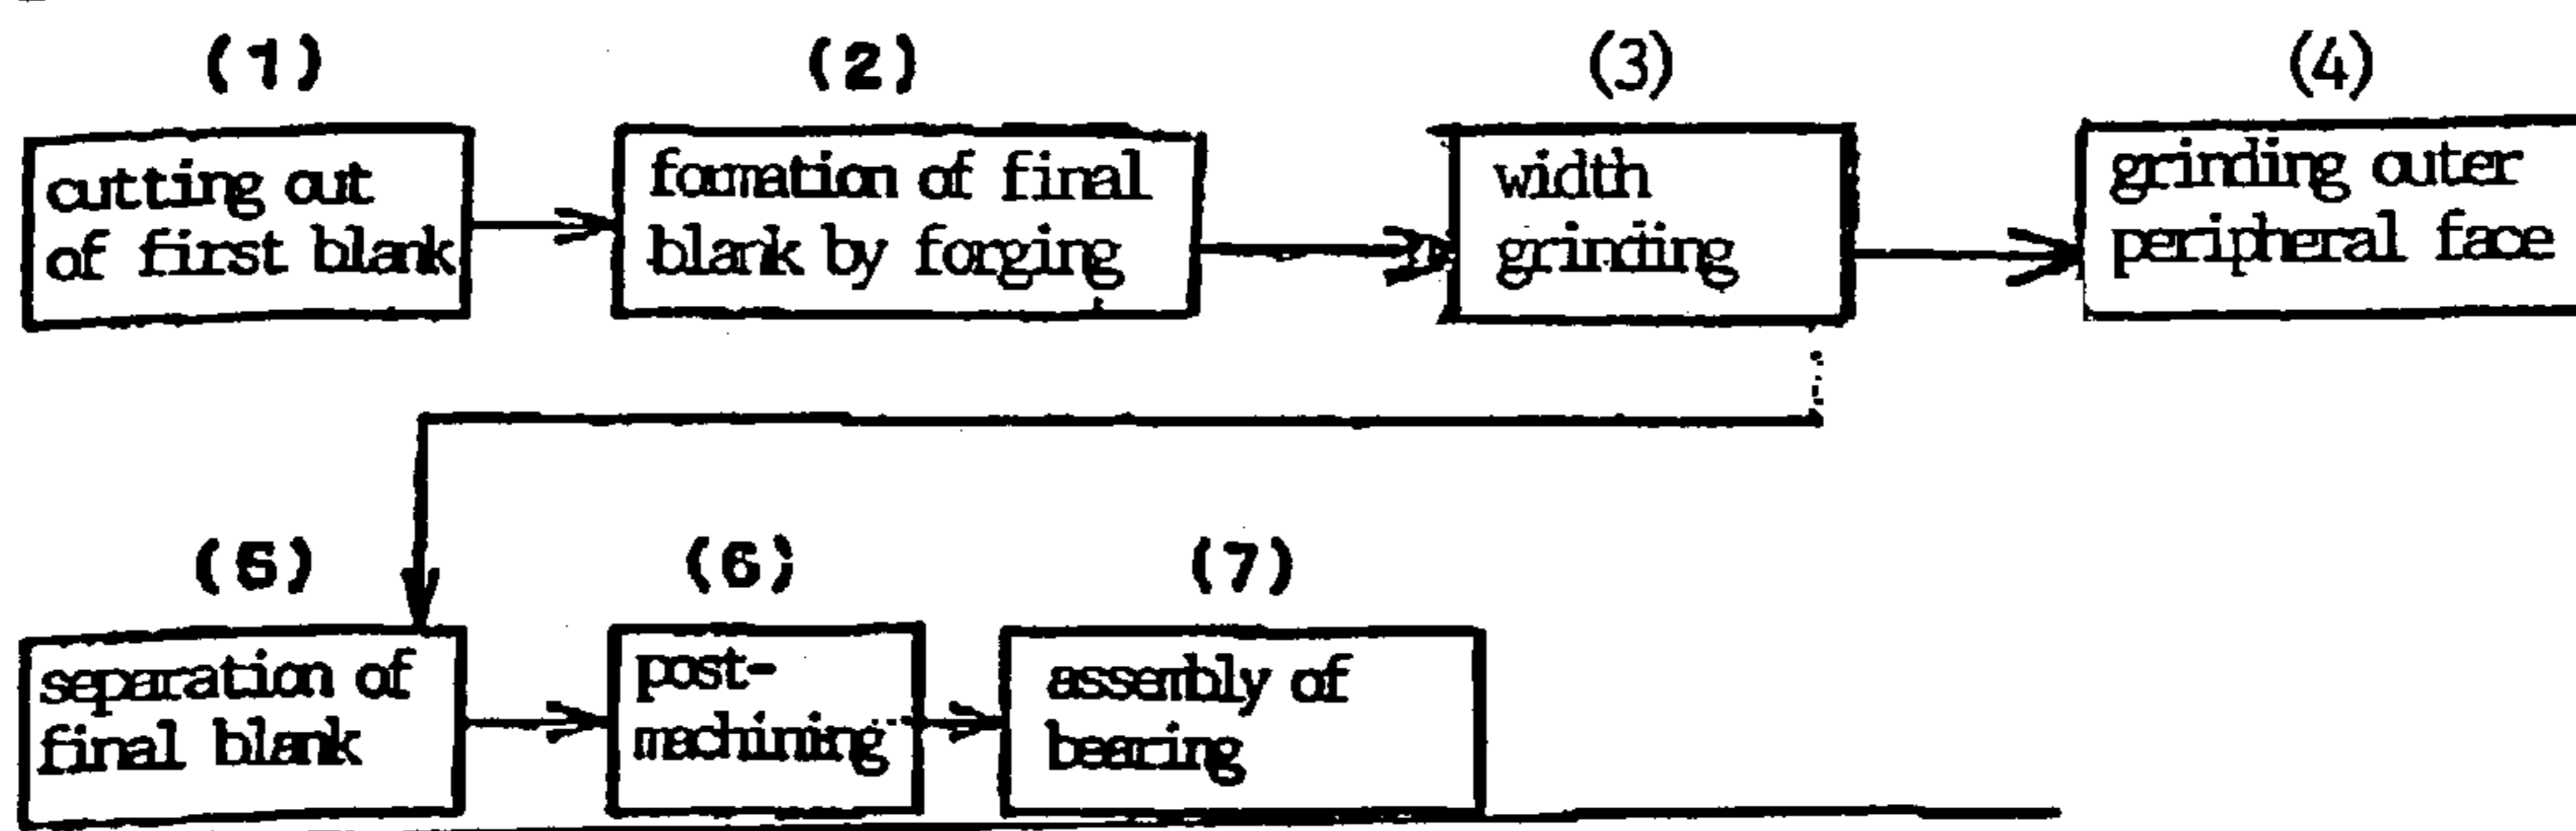 (1)
cutting out
of first blank
(2)
formation of final
blank by forging
(3)
width
grinding
(4)
grinding outer
peripheral face
(5)
separation of
final blank
(6)
post-
machining
(7)
assembly of
bearing